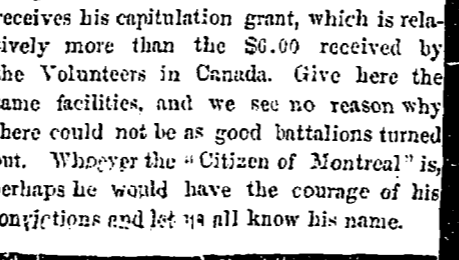 receives his capitulation grant, which is rela-
ively more than the $6.00 received by
he Volunteers in Canada. Give here the
ame facilities, and we see no reason why
here could not be as good battalions turned
out. Whoever the "Citizen of Montreal" is,
erhaps he would have the courage of his
onvictions and let us all know his name.